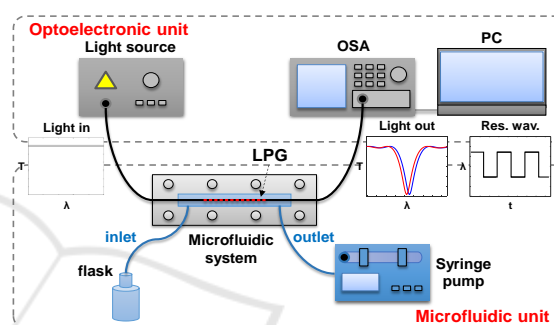 Optoelectronic unit
Light source
OSA
PC
Light in
T
λ
LPG
Light out
T
λ
Res. wav.
λ
t
inlet
Microfluidic
system
outlet
flask
Syringe
pump
Microfluidic unit